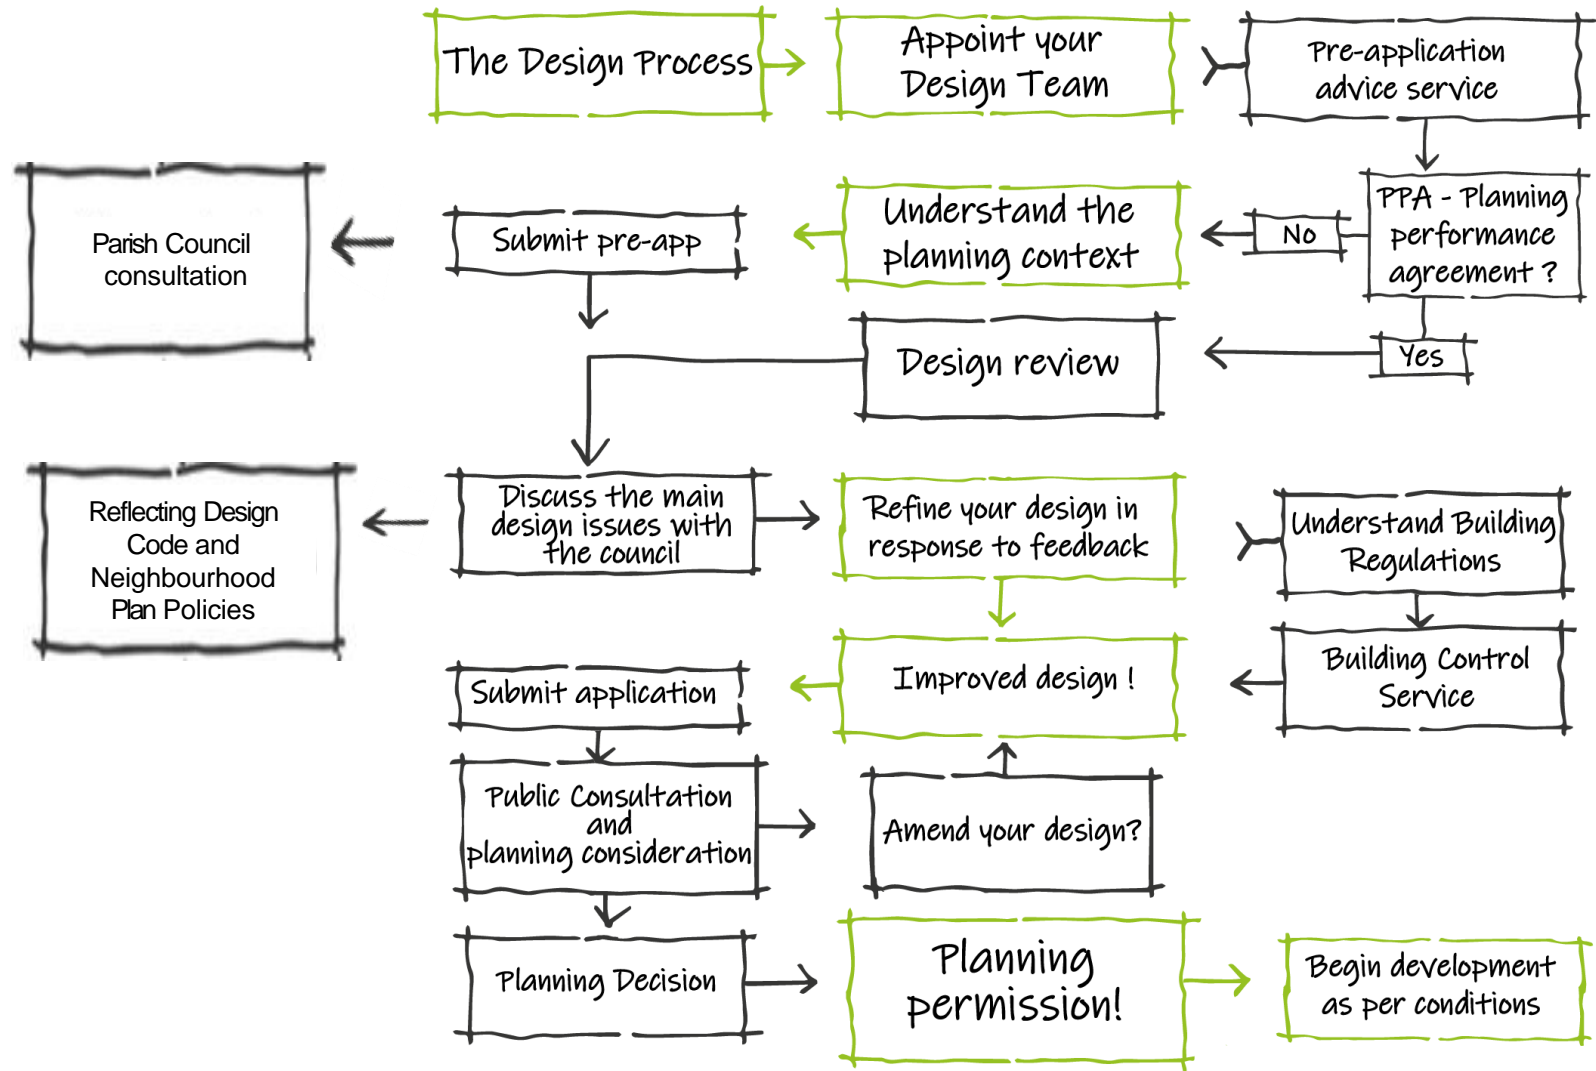 The Design Process
Appoint your
Design Team
Pre-application
advice service
Parish Council
consultation
Submit pre-app
Understand the
planning context
No
PPA - Planning
performance
agreement ?
Design review
Yes
Reflecting Design
Code and
Neighbourhood
Plan Policies
Discuss the main
design issues with
the council
Refine your design in
response to feedback
Understand Building
Regulations
Submit application
Improved design !
Building Control
Service
Public Consultation
and
planning consideration
Amend your design?
Planning Decision
Planning
permission!
Begin development
as per conditions